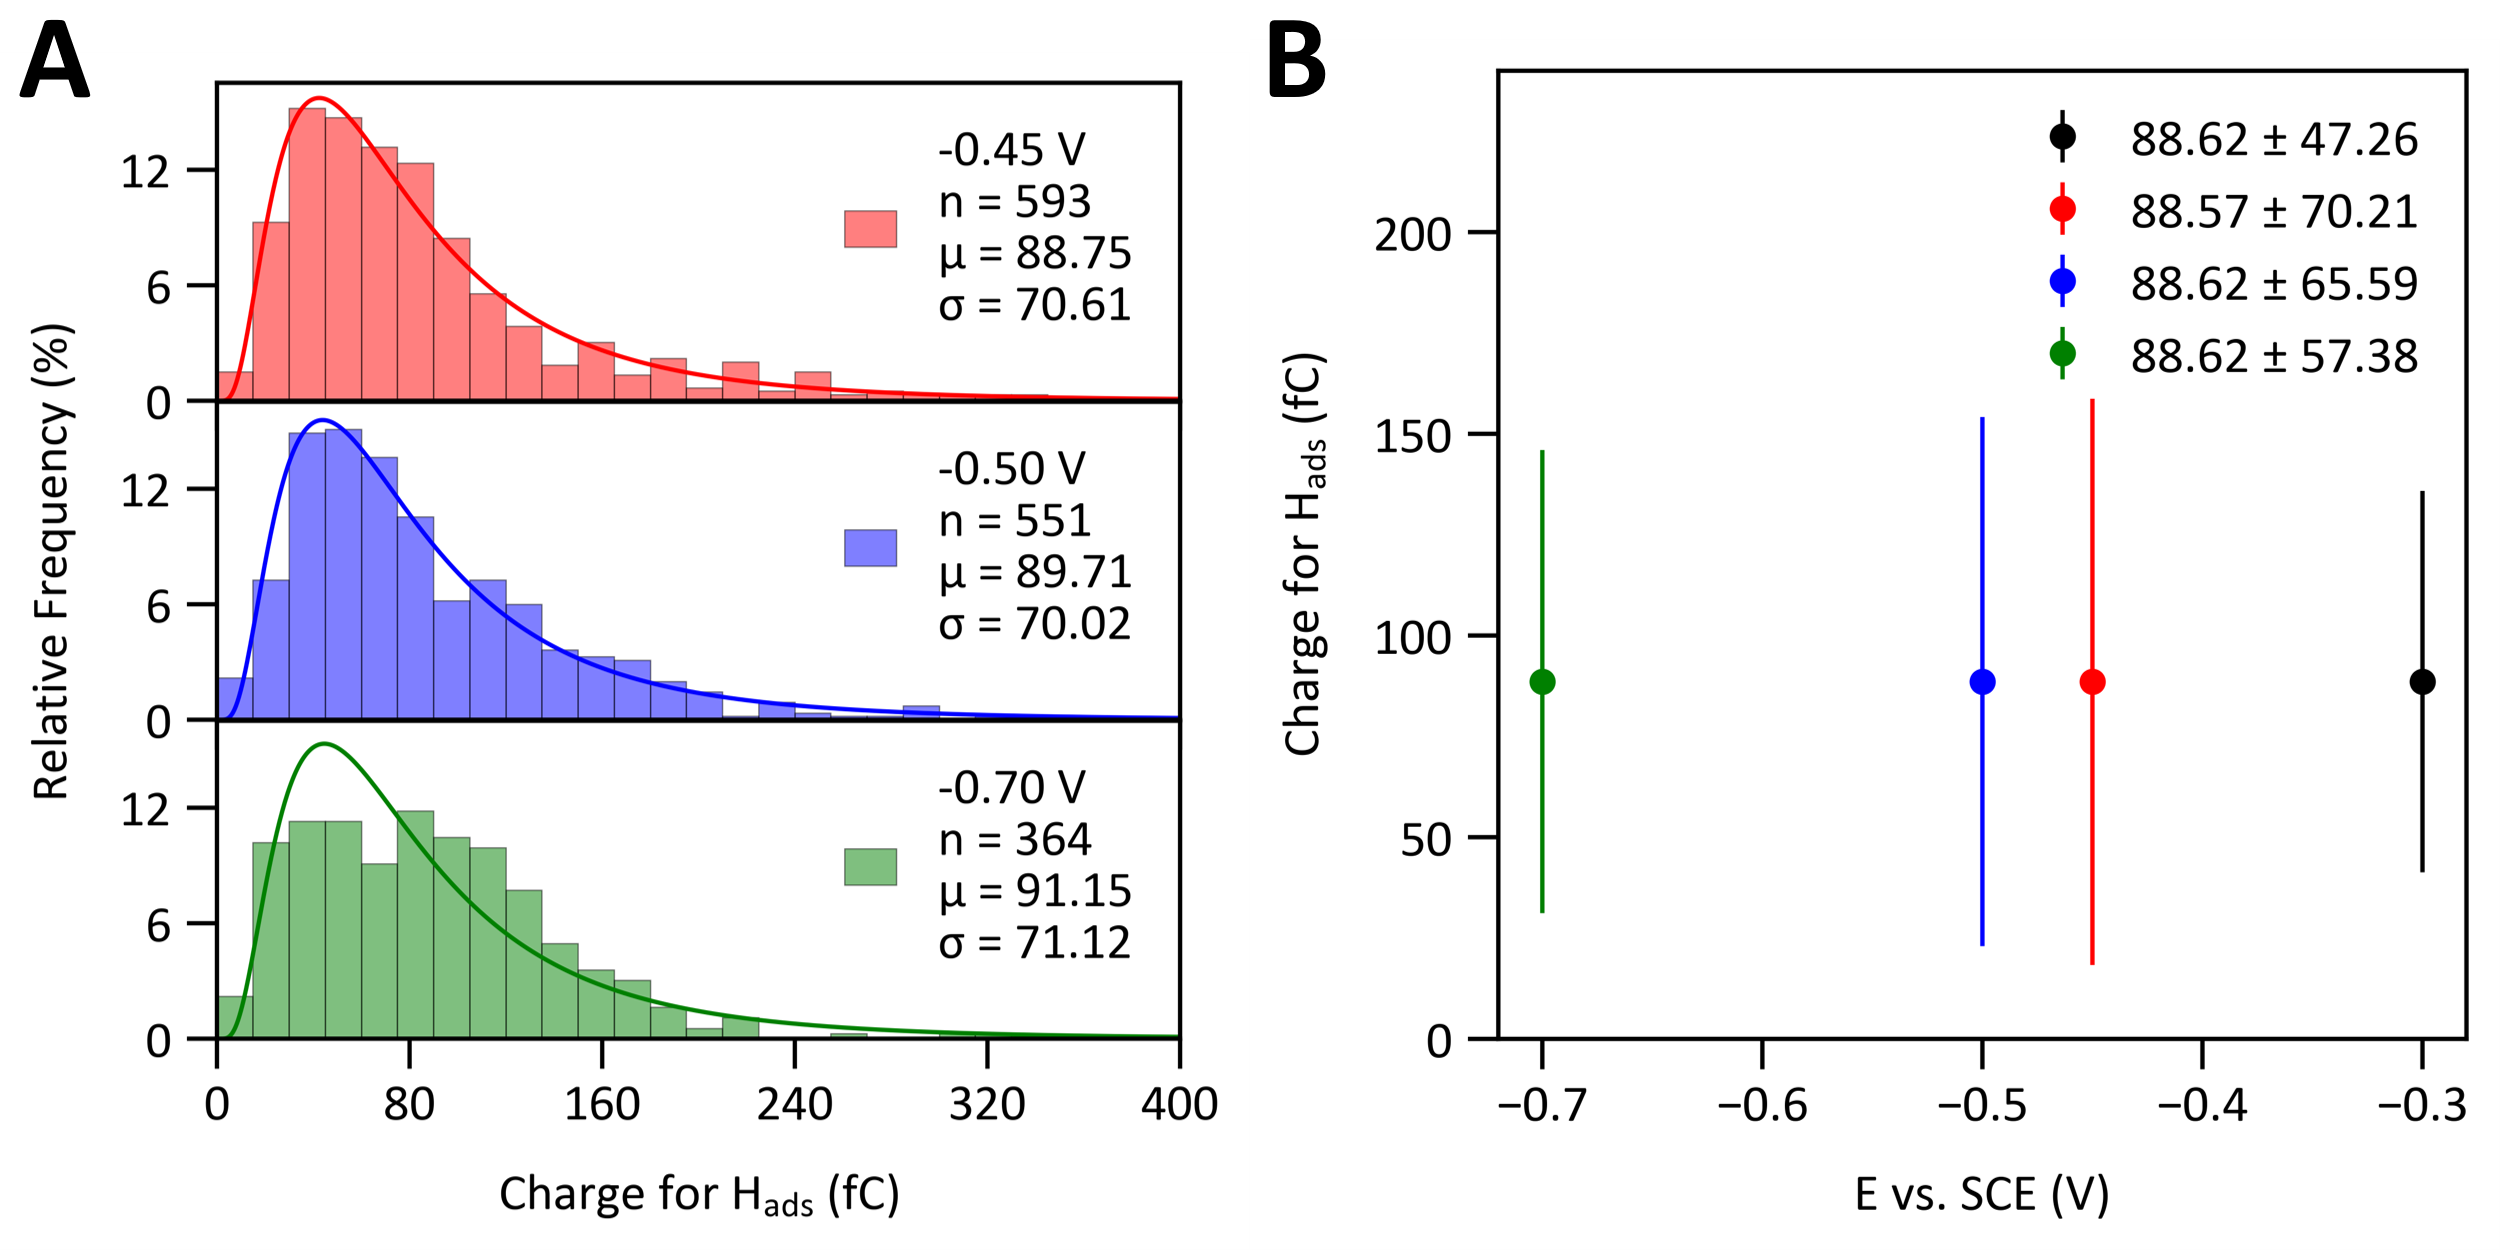 A
Relative Frequency (%)
12
6
0
-0.45 V
n = 593
μ = 88.75
σ = 70.61
12
6
0
-0.50 V
n = 551
μ = 89.71
σ = 70.02
12
6
0
-0.70 V
n = 364
μ = 91.15
σ = 71.12
0 80 160 240 320 400
Charge for Hads (fC)
B
Charge for Hads (fC)
200
150
100
50
0
88.62 ± 47.26
88.57 ± 70.21
88.62 ± 65.59
88.62 ± 57.38
−0.7 −0.6 −0.5 −0.4 −0.3
E vs. SCE (V)